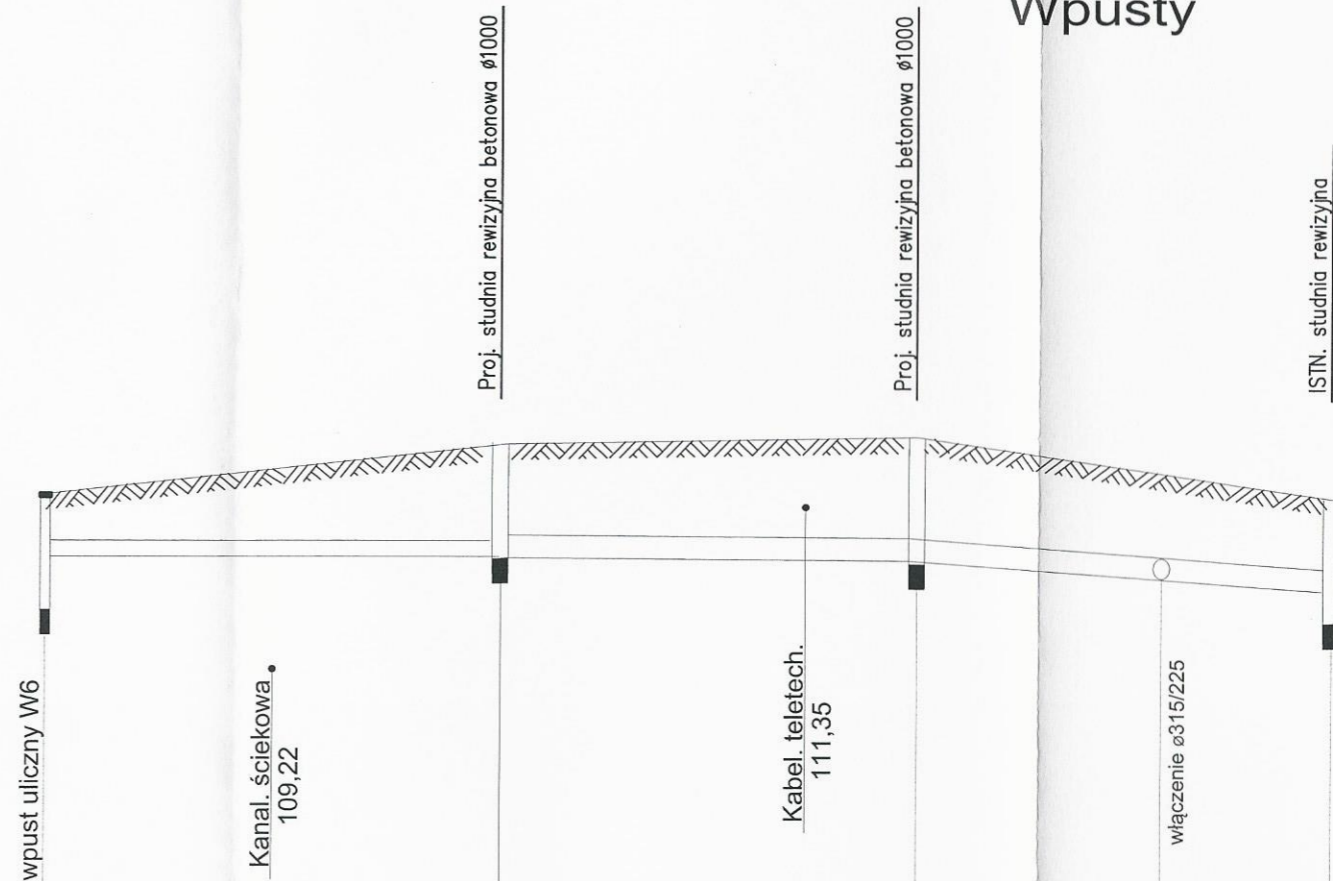 Wpusty
Proj. studnia rewizyjna betonowa ø1000
Proj. studnia rewizyjna betonowa ø1000
ISTN. studnia rewizyjna
wpust uliczny W6
Kanal. ściekowa
109,22
Kabel. teletech.
111,35
włączenie ø315/225